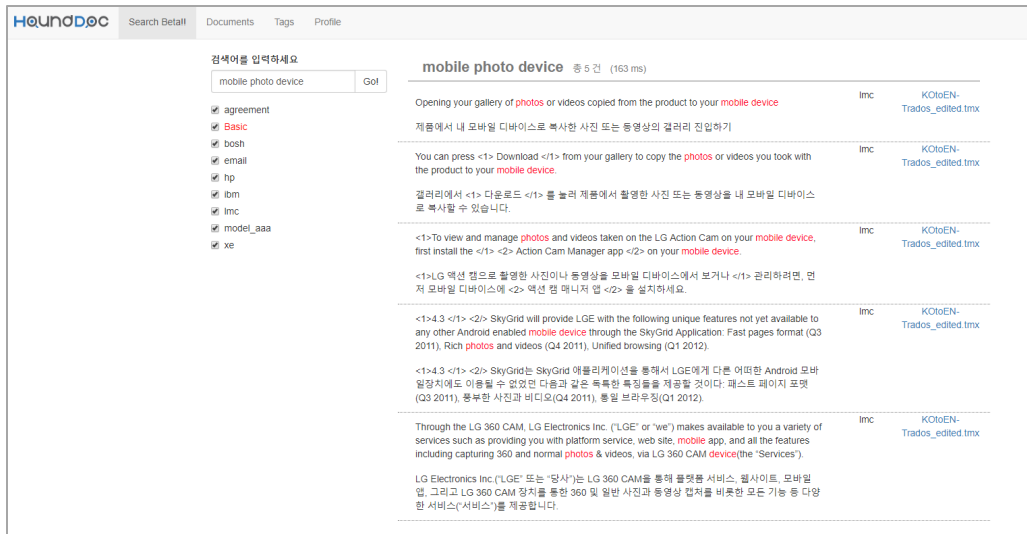 HOUNDDOC Search Beta!! Documents Tags Profile
검색어를 입력하세요
mobile photo device Go!
agreement
Basic
bosh
email
hp
ibm
lmc
model_aaa
xe
mobile photo device 총 5 건 (163 ms)
Opening your gallery of photos or videos copied from the product to your mobile device
제품에서 내 모바일 디바이스로 복사한 사진 또는 동영상의 갤러리 진입하기
lmc
KOtoEN-
Trados_edited.tmx
You can press <1> Download </1> from your gallery to copy the photos or videos you took with
the product to your mobile device.
갤러리에서 <1> 다운로드 </1> 를 눌러 제품에서 촬영한 사진 또는 동영상을 내 모바일 디바이스
로 복사할 수 있습니다.
lmc
KOtoEN-
Trados_edited.tmx
<1>To view and manage photos and videos taken on the LG Action Cam on your mobile device,
first install the </1> <2> Action Cam Manager app </2> on your mobile device.
<1>LG 액션 캠으로 촬영한 사진이나 동영상을 모바일 디바이스에서 보거나 </1> 관리하려면, 먼
저 모바일 디바이스에 <2> 액션 캠 매니저 앱 </2> 을 설치하세요.
lmc
KOtoEN-
Trados_edited.tmx
<1>4.3 </1> <2/> SkyGrid will provide LGE with the following unique features not yet available to
any other Android enabled mobile device through the SkyGrid Application: Fast pages format (Q3
2011), Rich photos and videos (Q4 2011), Unified browsing (Q1 2012).
<1>4.3 </1> <2/> SkyGrid는 SkyGrid 애플리케이션을 통해서 LGE에게 다른 어떠한 Android 모바
일장치에도 이용될 수 없었던 다음과 같은 독특한 특징들을 제공할 것이다: 패스트 페이지 포맷
(Q3 2011), 풍부한 사진과 비디오(Q4 2011), 통일 브라우징(Q1 2012).
lmc
KOtoEN-
Trados_edited.tmx
Through the LG 360 CAM, LG Electronics Inc. (“LGE” or “we”) makes available to you a variety of
services such as providing you with platform service, web site, mobile app, and all the features
including capturing 360 and normal photos & videos, via LG 360 CAM device(the “Services”).
LG Electronics Inc.(“LGE” 또는 “당사”)는 LG 360 CAM을 통해 플랫폼 서비스, 웹사이트, 모바일
앱, 그리고 LG 360 CAM 장치를 통한 360 및 일반 사진과 동영상 캡처를 비롯한 모든 기능 등 다양
한 서비스(“서비스”)를 제공합니다.
lmc
KOtoEN-
Trados_edited.tmx